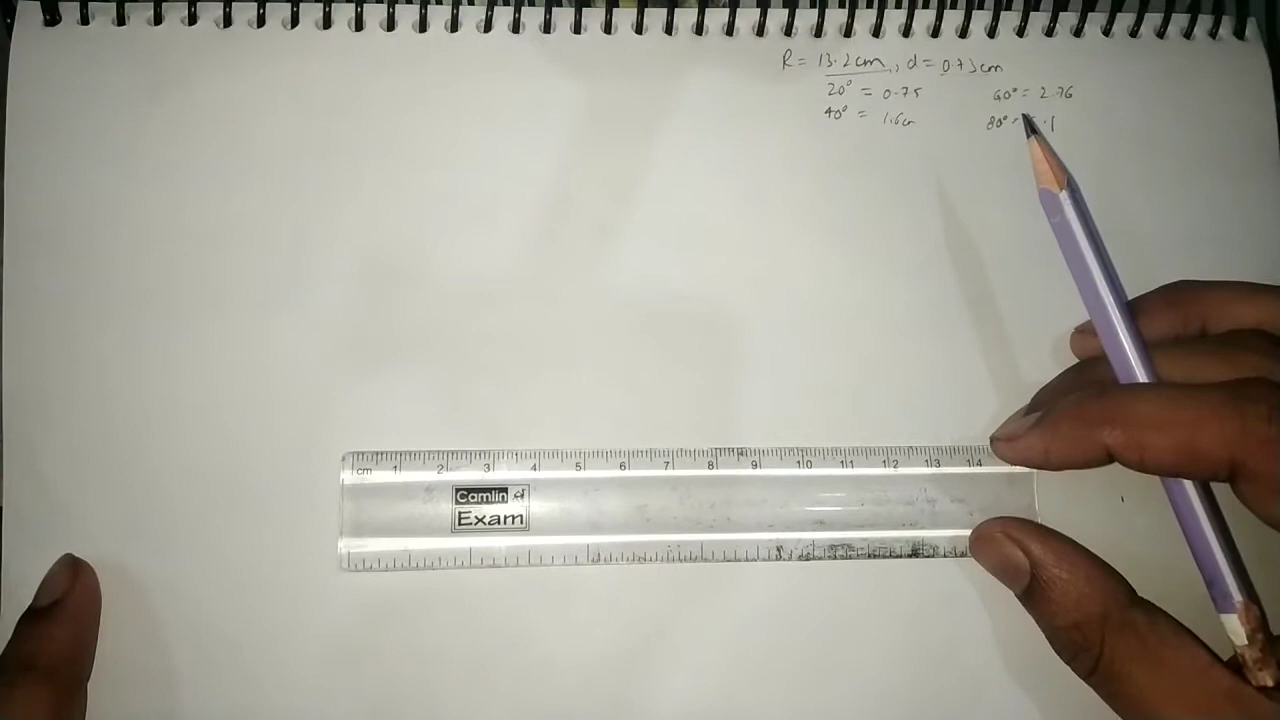 R = 13.2cm, d = 0.73cm
20° = 0.75 60° = 2.76
40° = 1.6cm 80° =
cm 1 2 3 4 5 6 7 8 9 10 11 12 13 14
Camlin
Exam